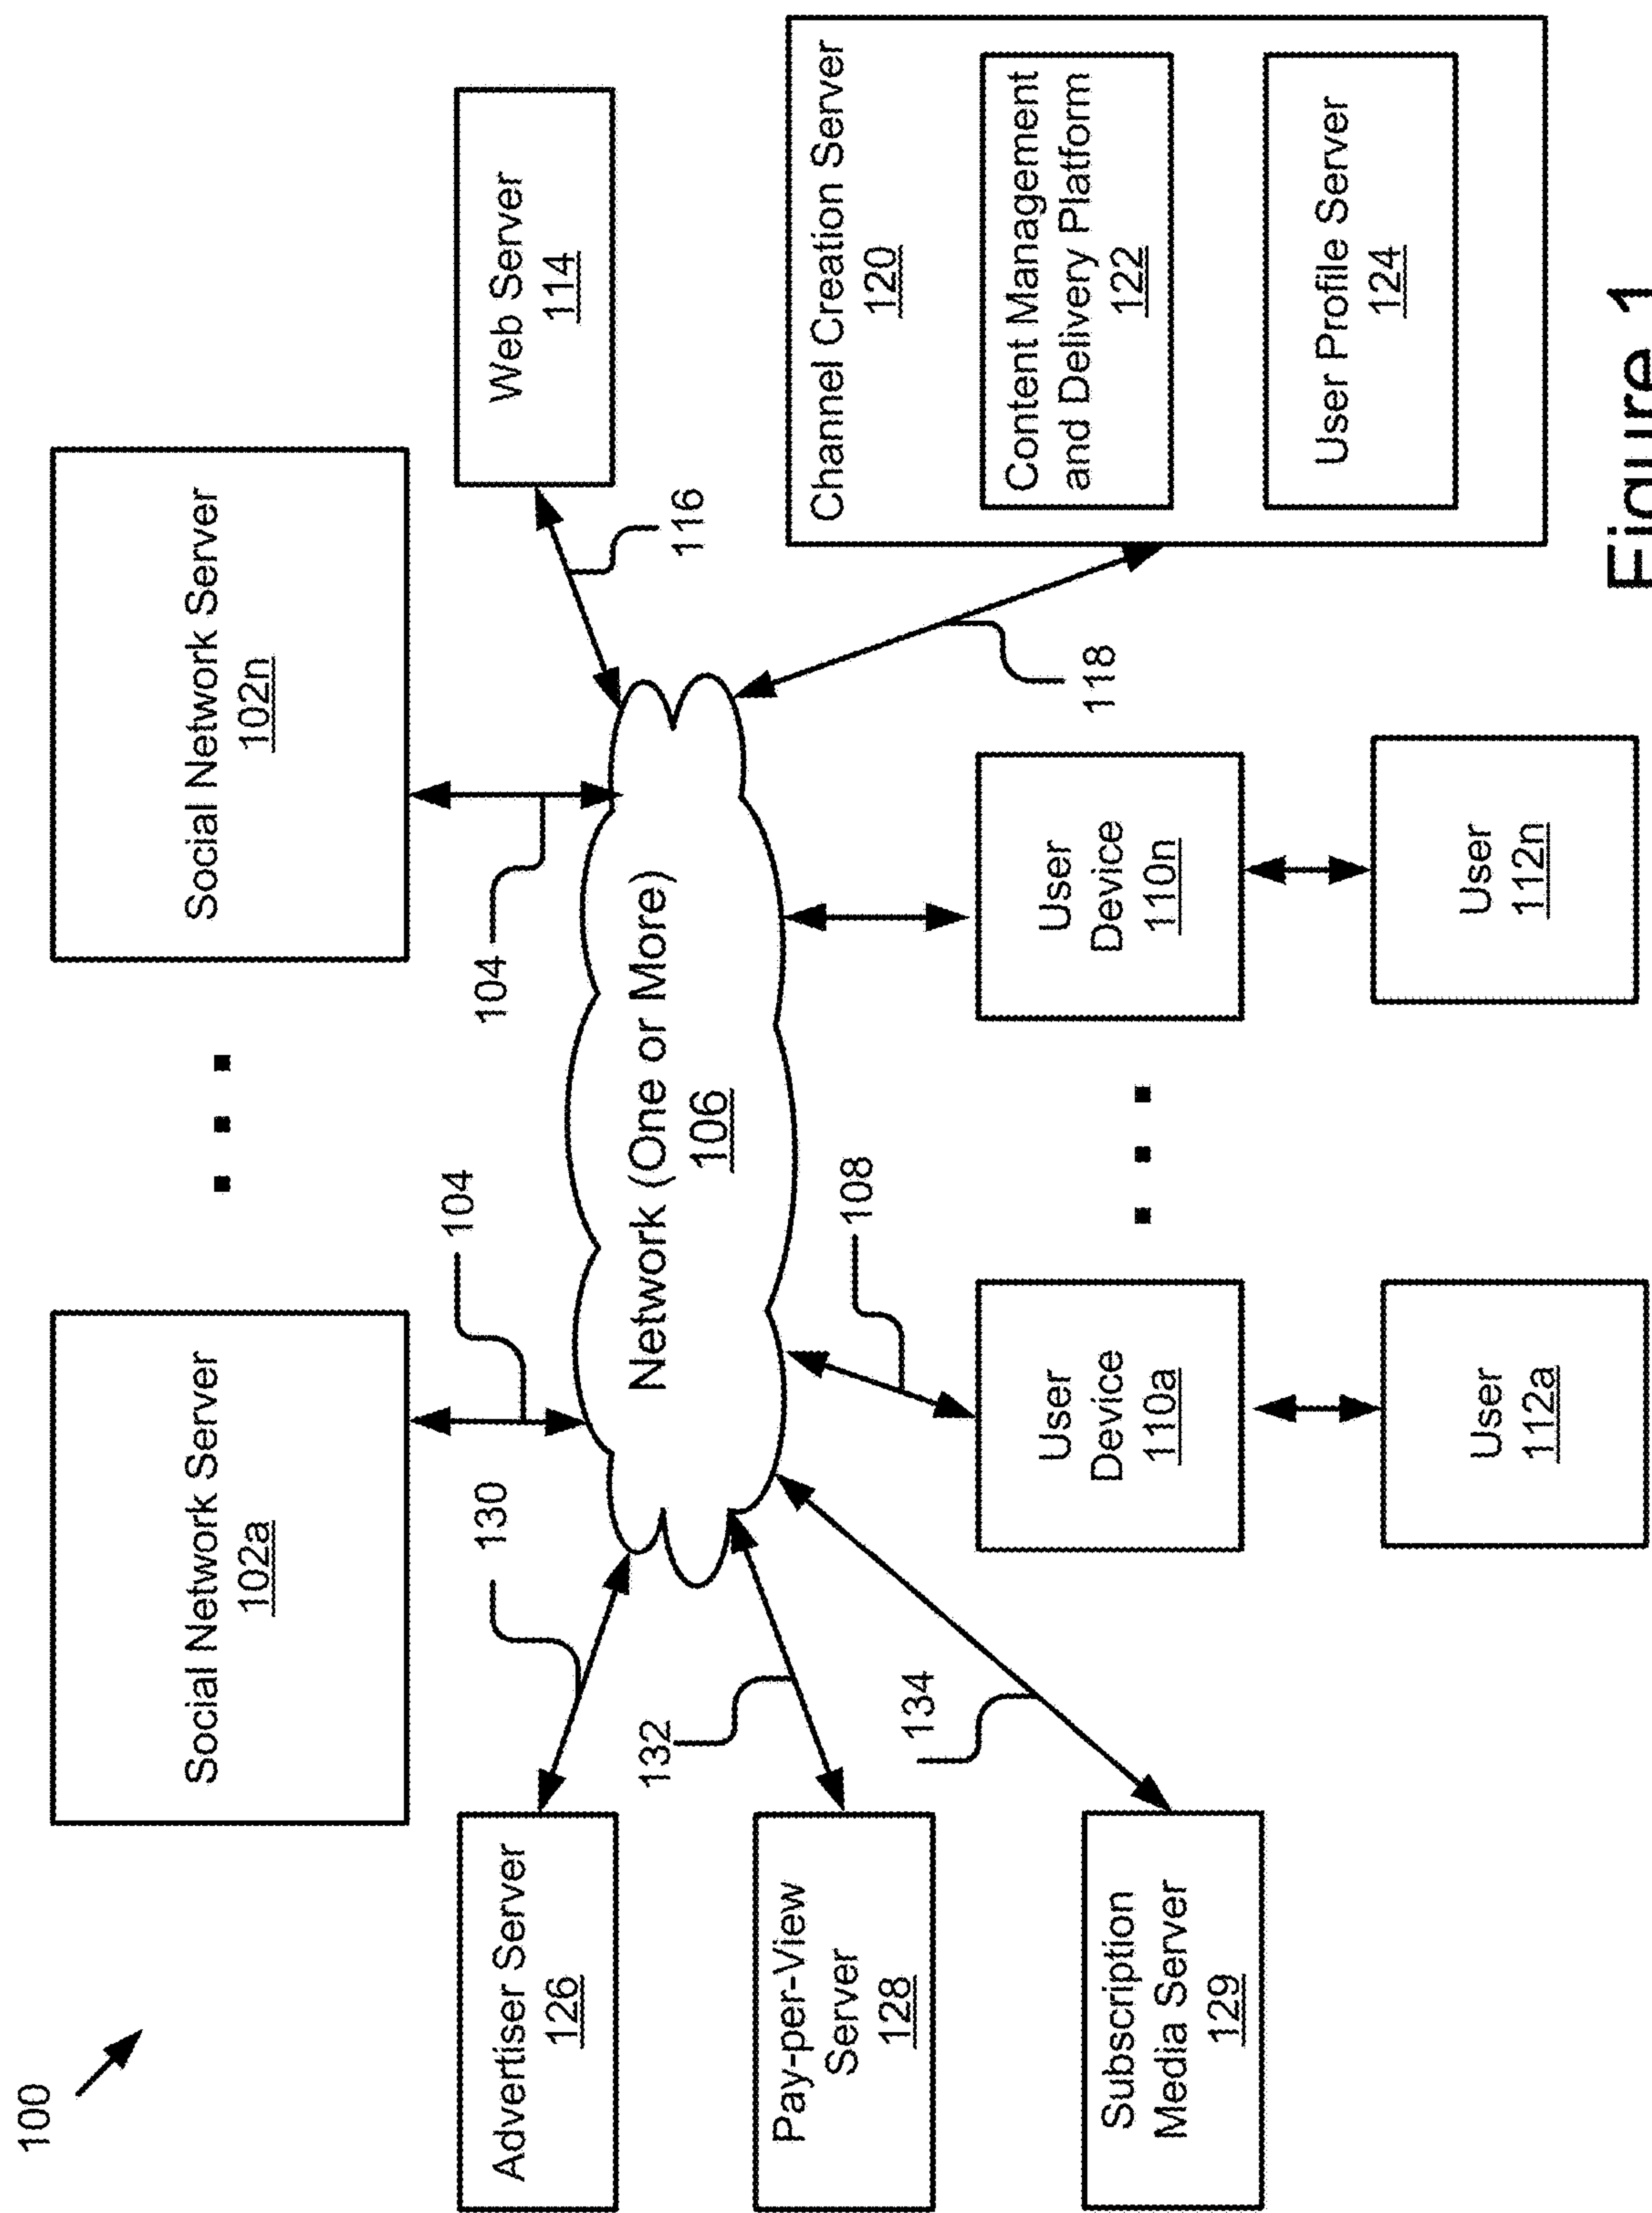 100
Social Network Server
102a
Social Network Server
102n
104
104
130
116
Advertiser Server
126
Web Server
114
Network (One or More)
106
132
134
108
118
Pay-per-View
Server
128
Subscription
Media Server
129
User
Device
110a
User
Device
110n
User
112a
User
112n
Channel Creation Server
120
Content Management
and Delivery Platform
122
User Profile Server
124
Figure 1